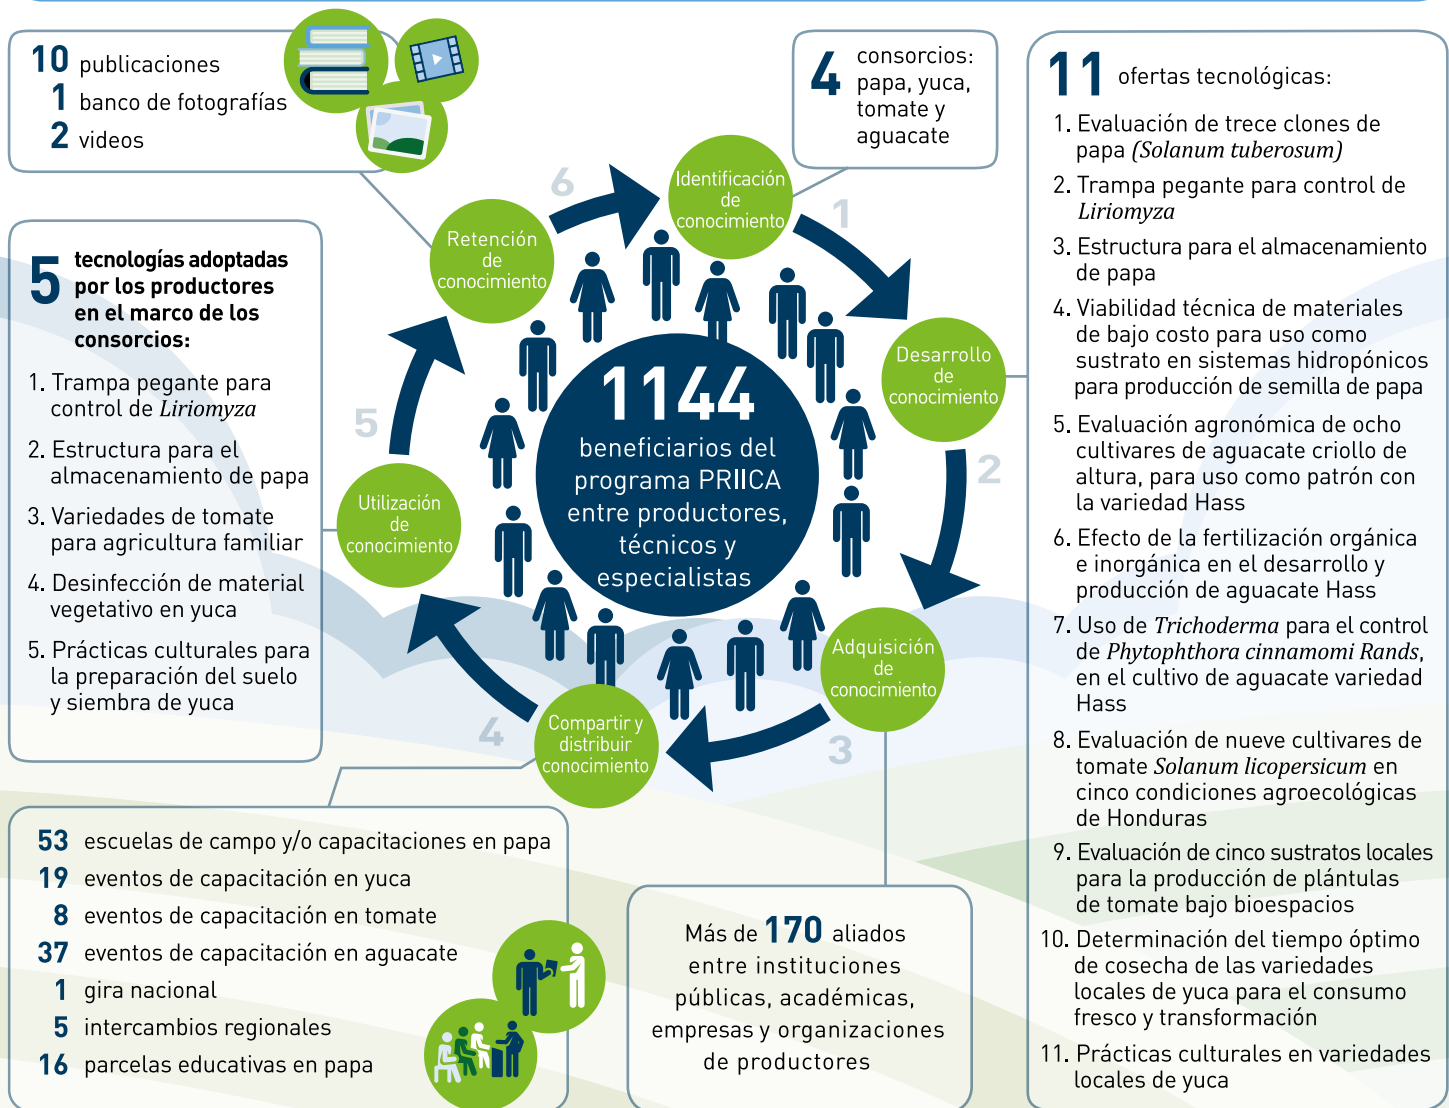 10 publicaciones
1 banco de fotografías
2 videos
4 consorcios:
papa, yuca,
tomate y
aguacate
11 ofertas tecnológicas:
1. Evaluación de trece clones de
papa (Solanum tuberosum)
2. Trampa pegante para control de
Liriomyza
3. Estructura para el almacenamiento
de papa
4. Viabilidad técnica de materiales
de bajo costo para uso como
sustrato en sistemas hidropónicos
para producción de semilla de papa
5. Evaluación agronómica de ocho
cultivares de aguacate criollo de
altura, para uso como patrón con
la variedad Hass
6. Efecto de la fertilización orgánica
e inorgánica en el desarrollo y
producción de aguacate Hass
7. Uso de Trichoderma para el control
de Phytophthora cinnamomi Rands,
en el cultivo de aguacate variedad
Hass
8. Evaluación de nueve cultivares de
tomate Solanum licopersicum en
cinco condiciones agroecológicas
de Honduras
9. Evaluación de cinco sustratos locales
para la producción de plántulas
de tomate bajo bioespacios
10. Determinación del tiempo óptimo
de cosecha de las variedades
locales de yuca para el consumo
fresco y transformación
11. Prácticas culturales en variedades
locales de yuca
5 tecnologías adoptadas
por los productores
en el marco de los
consorcios:
1. Trampa pegante para
control de Liriomyza
2. Estructura para el
almacenamiento de papa
3. Variedades de tomate
para agricultura familiar
4. Desinfección de material
vegetativo en yuca
5. Prácticas culturales para
la preparación del suelo
y siembra de yuca
Identificación
de
conocimiento
1
Desarrollo
de
conocimiento
2
Adquisición
de
conocimiento
3
Compartir y
distribuir
conocimiento
4
Utilización
de
conocimiento
5
Retención
de
conocimiento
6
1144
beneficiarios del
programa PRIICA
entre productores,
técnicos y
especialistas
53 escuelas de campo y/o capacitaciones en papa
19 eventos de capacitación en yuca
8 eventos de capacitación en tomate
37 eventos de capacitación en aguacate
1 gira nacional
5 intercambios regionales
16 parcelas educativas en papa
Más de 170 aliados
entre instituciones
públicas, académicas,
empresas y organizaciones
de productores